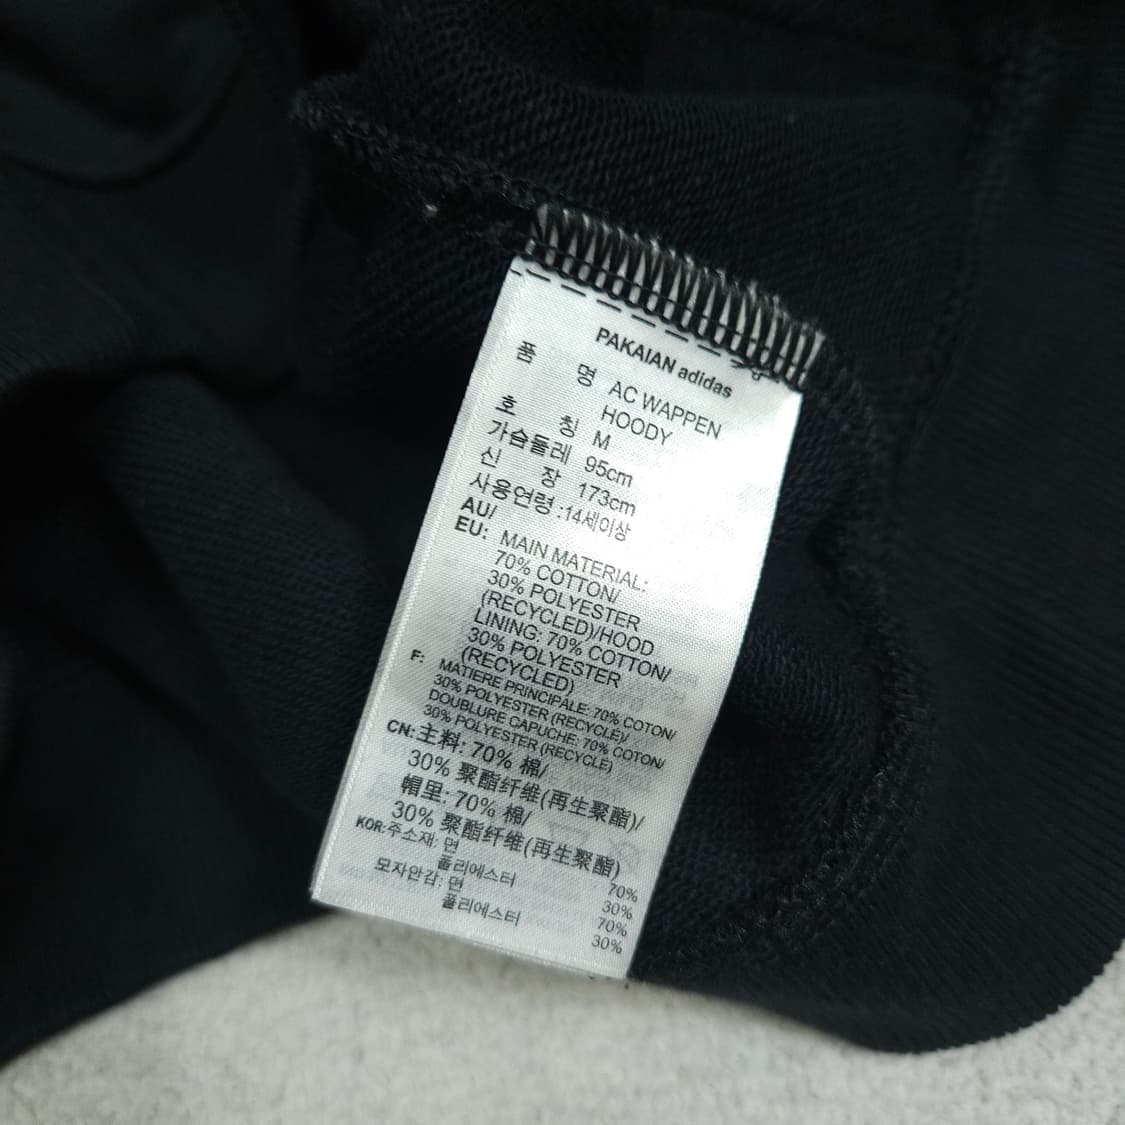 PAKAIAN adidas
품 명 AC WAPPEN
HOODY
호 칭 M
가슴둘레 95cm
신 장 173cm
사용연령 :14세이상
AU/
EU: MAIN MATERIAL:
70% COTTON/
30% POLYESTER
(RECYCLED)/HOOD
LINING: 70% COTTON/
30% POLYESTER
(RECYCLED)
F: MATIERE PRINCIPALE: 70% COTON/
30% POLYESTER (RECYCLÉ)/
DOUBLURE CAPUCHE: 70% COTON/
30% POLYESTER (RECYCLÉ)
CN: 主料: 70% 棉/
30% 聚酯纤维(再生聚酯)/
帽里: 70% 棉/
30% 聚酯纤维(再生聚酯)
KOR: 주소재: 면 70%
폴리에스터 30%
모자안감: 면 70%
폴리에스터 30%